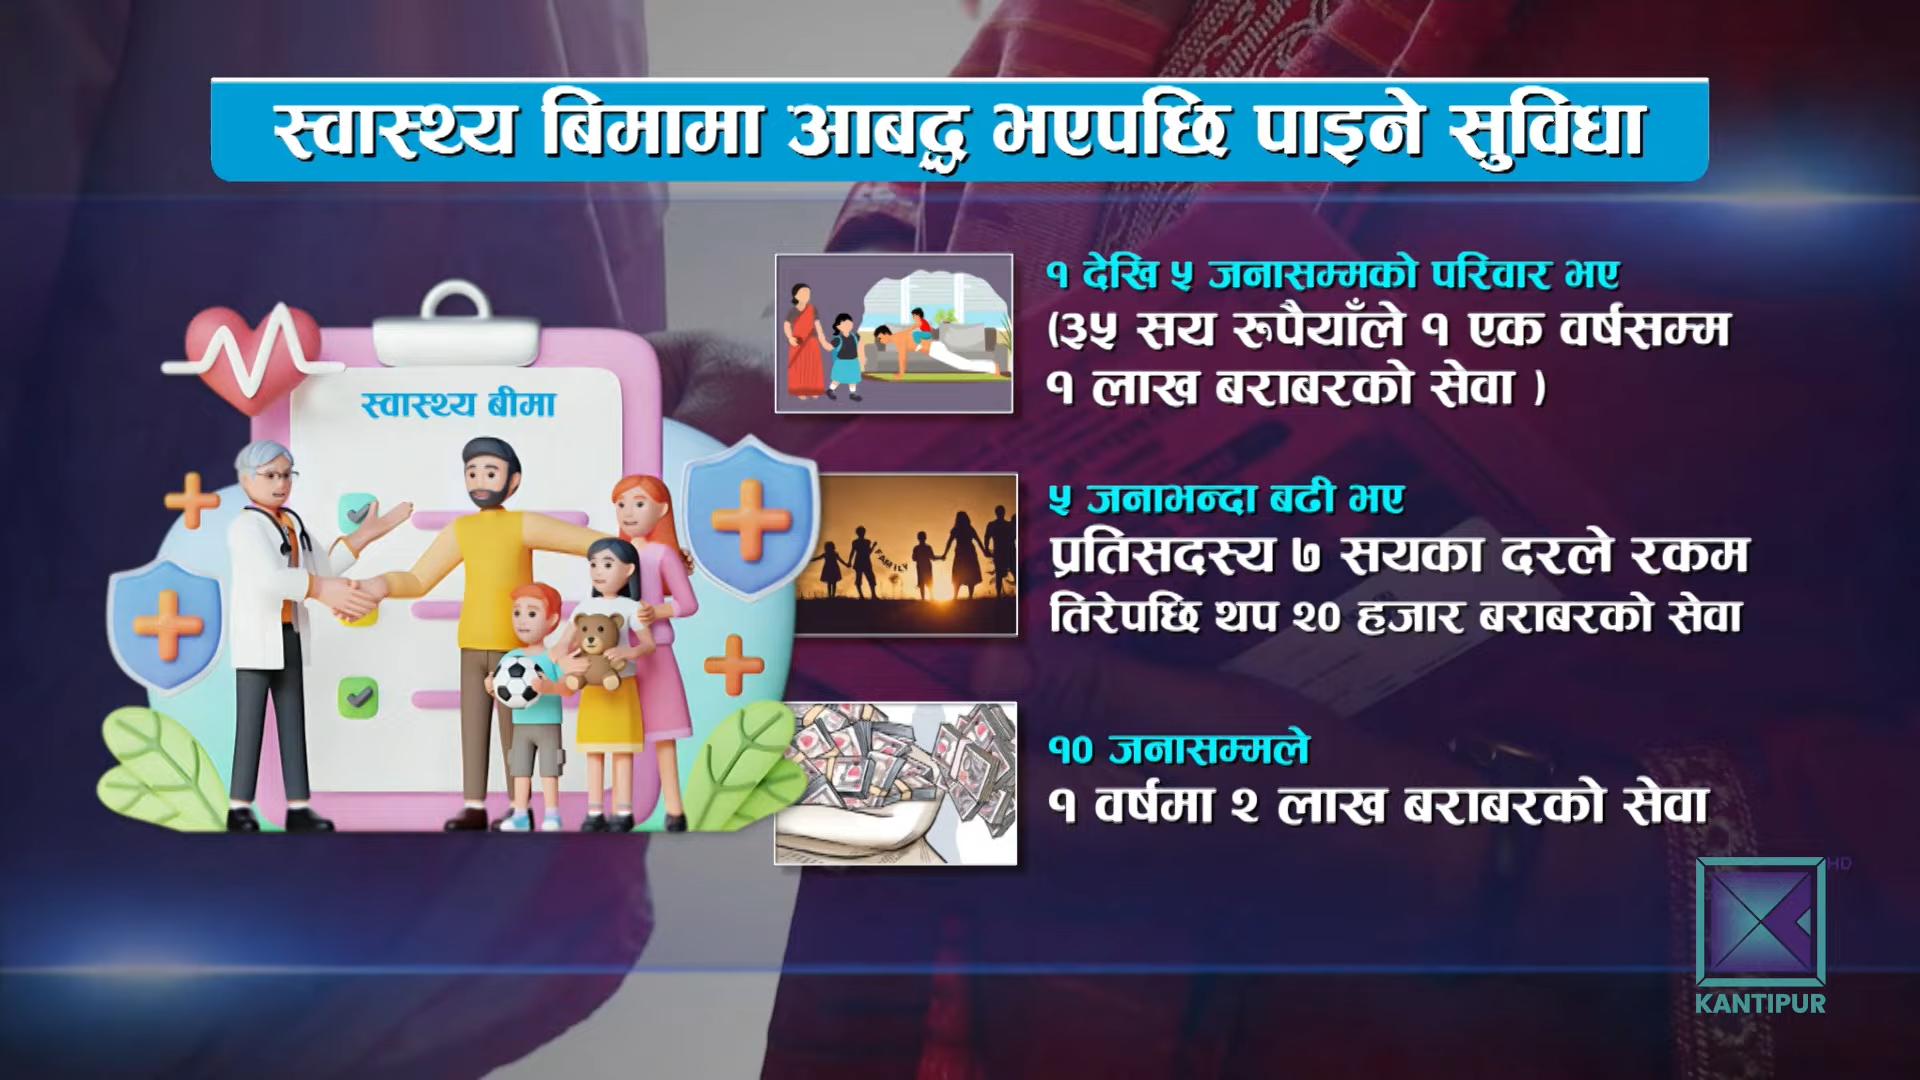 स्वास्थ्य बिमामा आबद्ध भएपछि पाइने सुविधा
स्वास्थ्य बीमा
१ देखि ५ जनासम्मको परिवार भए
(३५ सय रुपैयाँले १ एक वर्षसम्म
१ लाख बराबरको सेवा )
FAMILY
५ जनाभन्दा बढी भए
प्रतिसदस्य ७ सयका दरले रकम
तिरेपछि थप २० हजार बराबरको सेवा
१० जनासम्मले
१ वर्षमा २ लाख बराबरको सेवा
HD
KANTIPUR